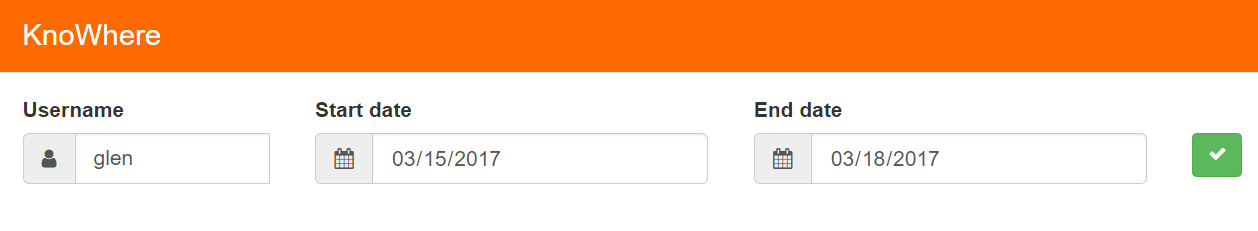 KnoWhere
Username Start date End date
glen 03/15/2017 03/18/2017